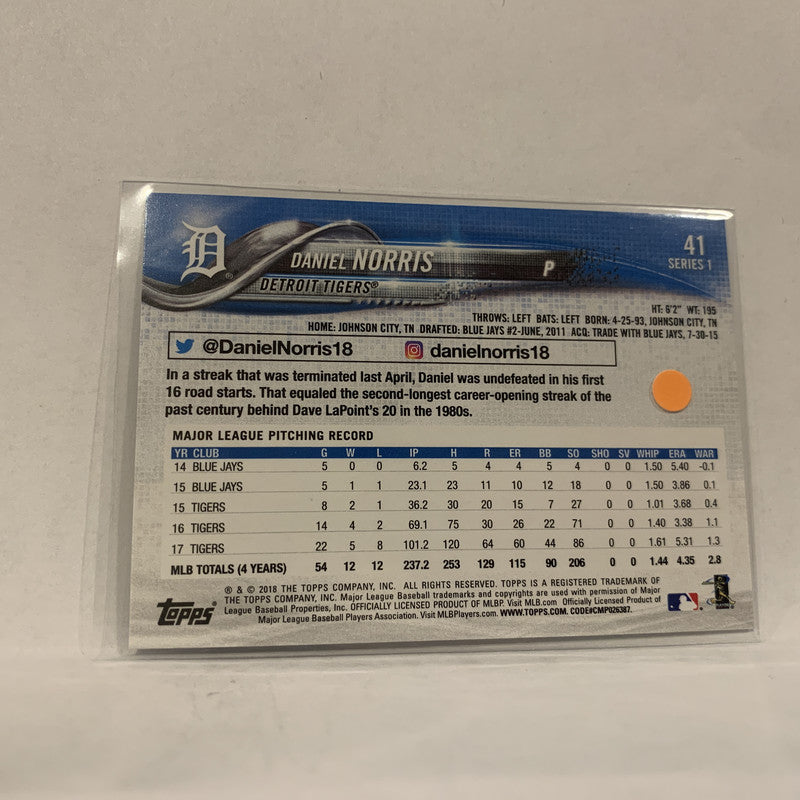 D
DANIEL NORRIS P
DETROIT TIGERS®
41
SERIES 1
HT: 6'2" WT: 195
THROWS: LEFT BATS: LEFT BORN: 4-25-93, JOHNSON CITY, TN
HOME: JOHNSON CITY, TN DRAFTED: BLUE JAYS #2-JUNE, 2011 ACQ: TRADE WITH BLUE JAYS, 7-30-15
@DanielNorris18 danielnorris18
In a streak that was terminated last April, Daniel was undefeated in his first
16 road starts. That equaled the second-longest career-opening streak of the
past century behind Dave LaPoint's 20 in the 1980s.
MAJOR LEAGUE PITCHING RECORD
YR CLUB G W L IP H R ER BB SO SHO SV WHIP ERA WAR
14 BLUE JAYS 5 0 0 6.2 5 4 4 5 4 0 0 1.50 5.40 -0.1
15 BLUE JAYS 5 1 1 23.1 23 11 10 12 18 0 0 1.50 3.86 0.1
15 TIGERS 8 2 1 36.2 30 20 15 7 27 0 0 1.01 3.68 0.4
16 TIGERS 14 4 2 69.1 75 30 26 22 71 0 0 1.40 3.38 1.1
17 TIGERS 22 5 8 101.2 120 64 60 44 86 0 0 1.61 5.31 1.3
MLB TOTALS (4 YEARS) 54 12 12 237.2 253 129 115 90 206 0 0 1.44 4.35 2.8
® & © 2018 THE TOPPS COMPANY, INC. ALL RIGHTS RESERVED. TOPPS IS A REGISTERED TRADEMARK OF
THE TOPPS COMPANY, INC. Major League Baseball trademarks and copyrights are used with permission of Major
League Baseball Properties, Inc. OFFICIALLY LICENSED PRODUCT OF MLBP. Visit MLB.com Officially Licensed Product of
Major League Baseball Players Association. Visit MLBPlayers.com. WWW.TOPPS.COM. CODE#CMP026387.
Topps®